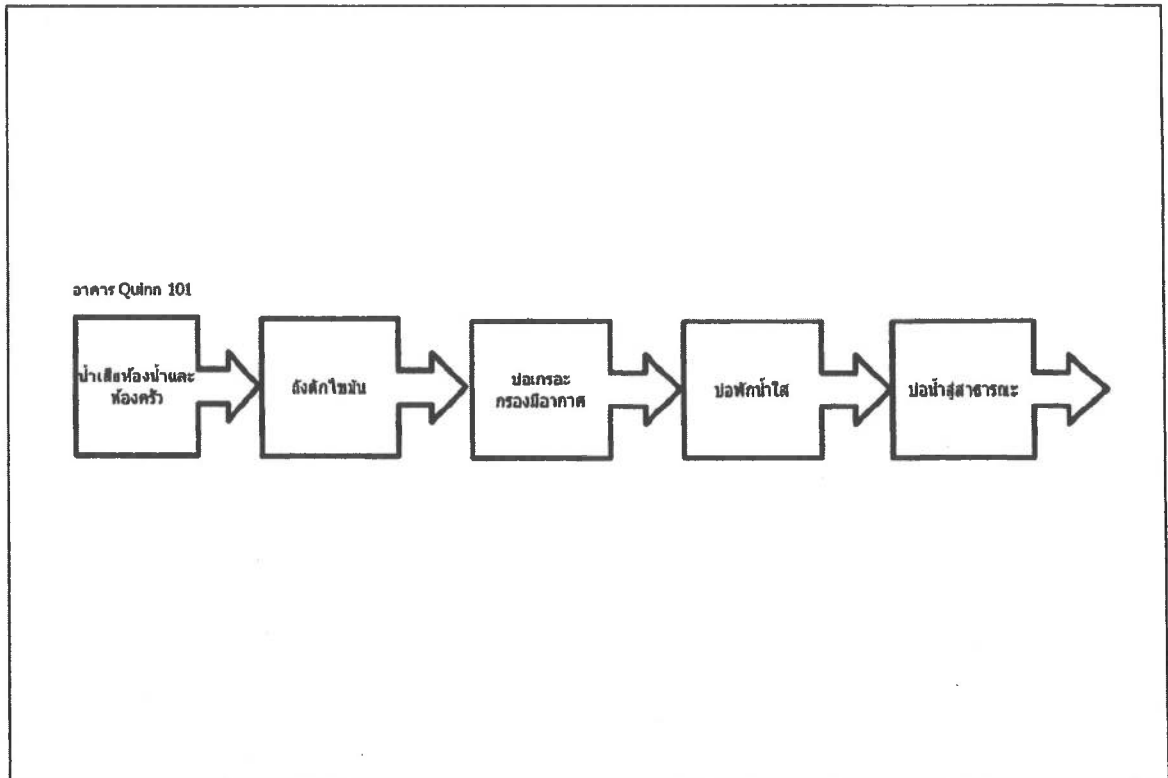 อาคาร Quinn 101
น้ำเสียห้องน้ำและ
ห้องครัว
ถังดักไขมัน
บ่อเกรอะ
กรองมีอากาศ
บ่อพักน้ำใส
บ่อน้ำสู่สาธารณะ